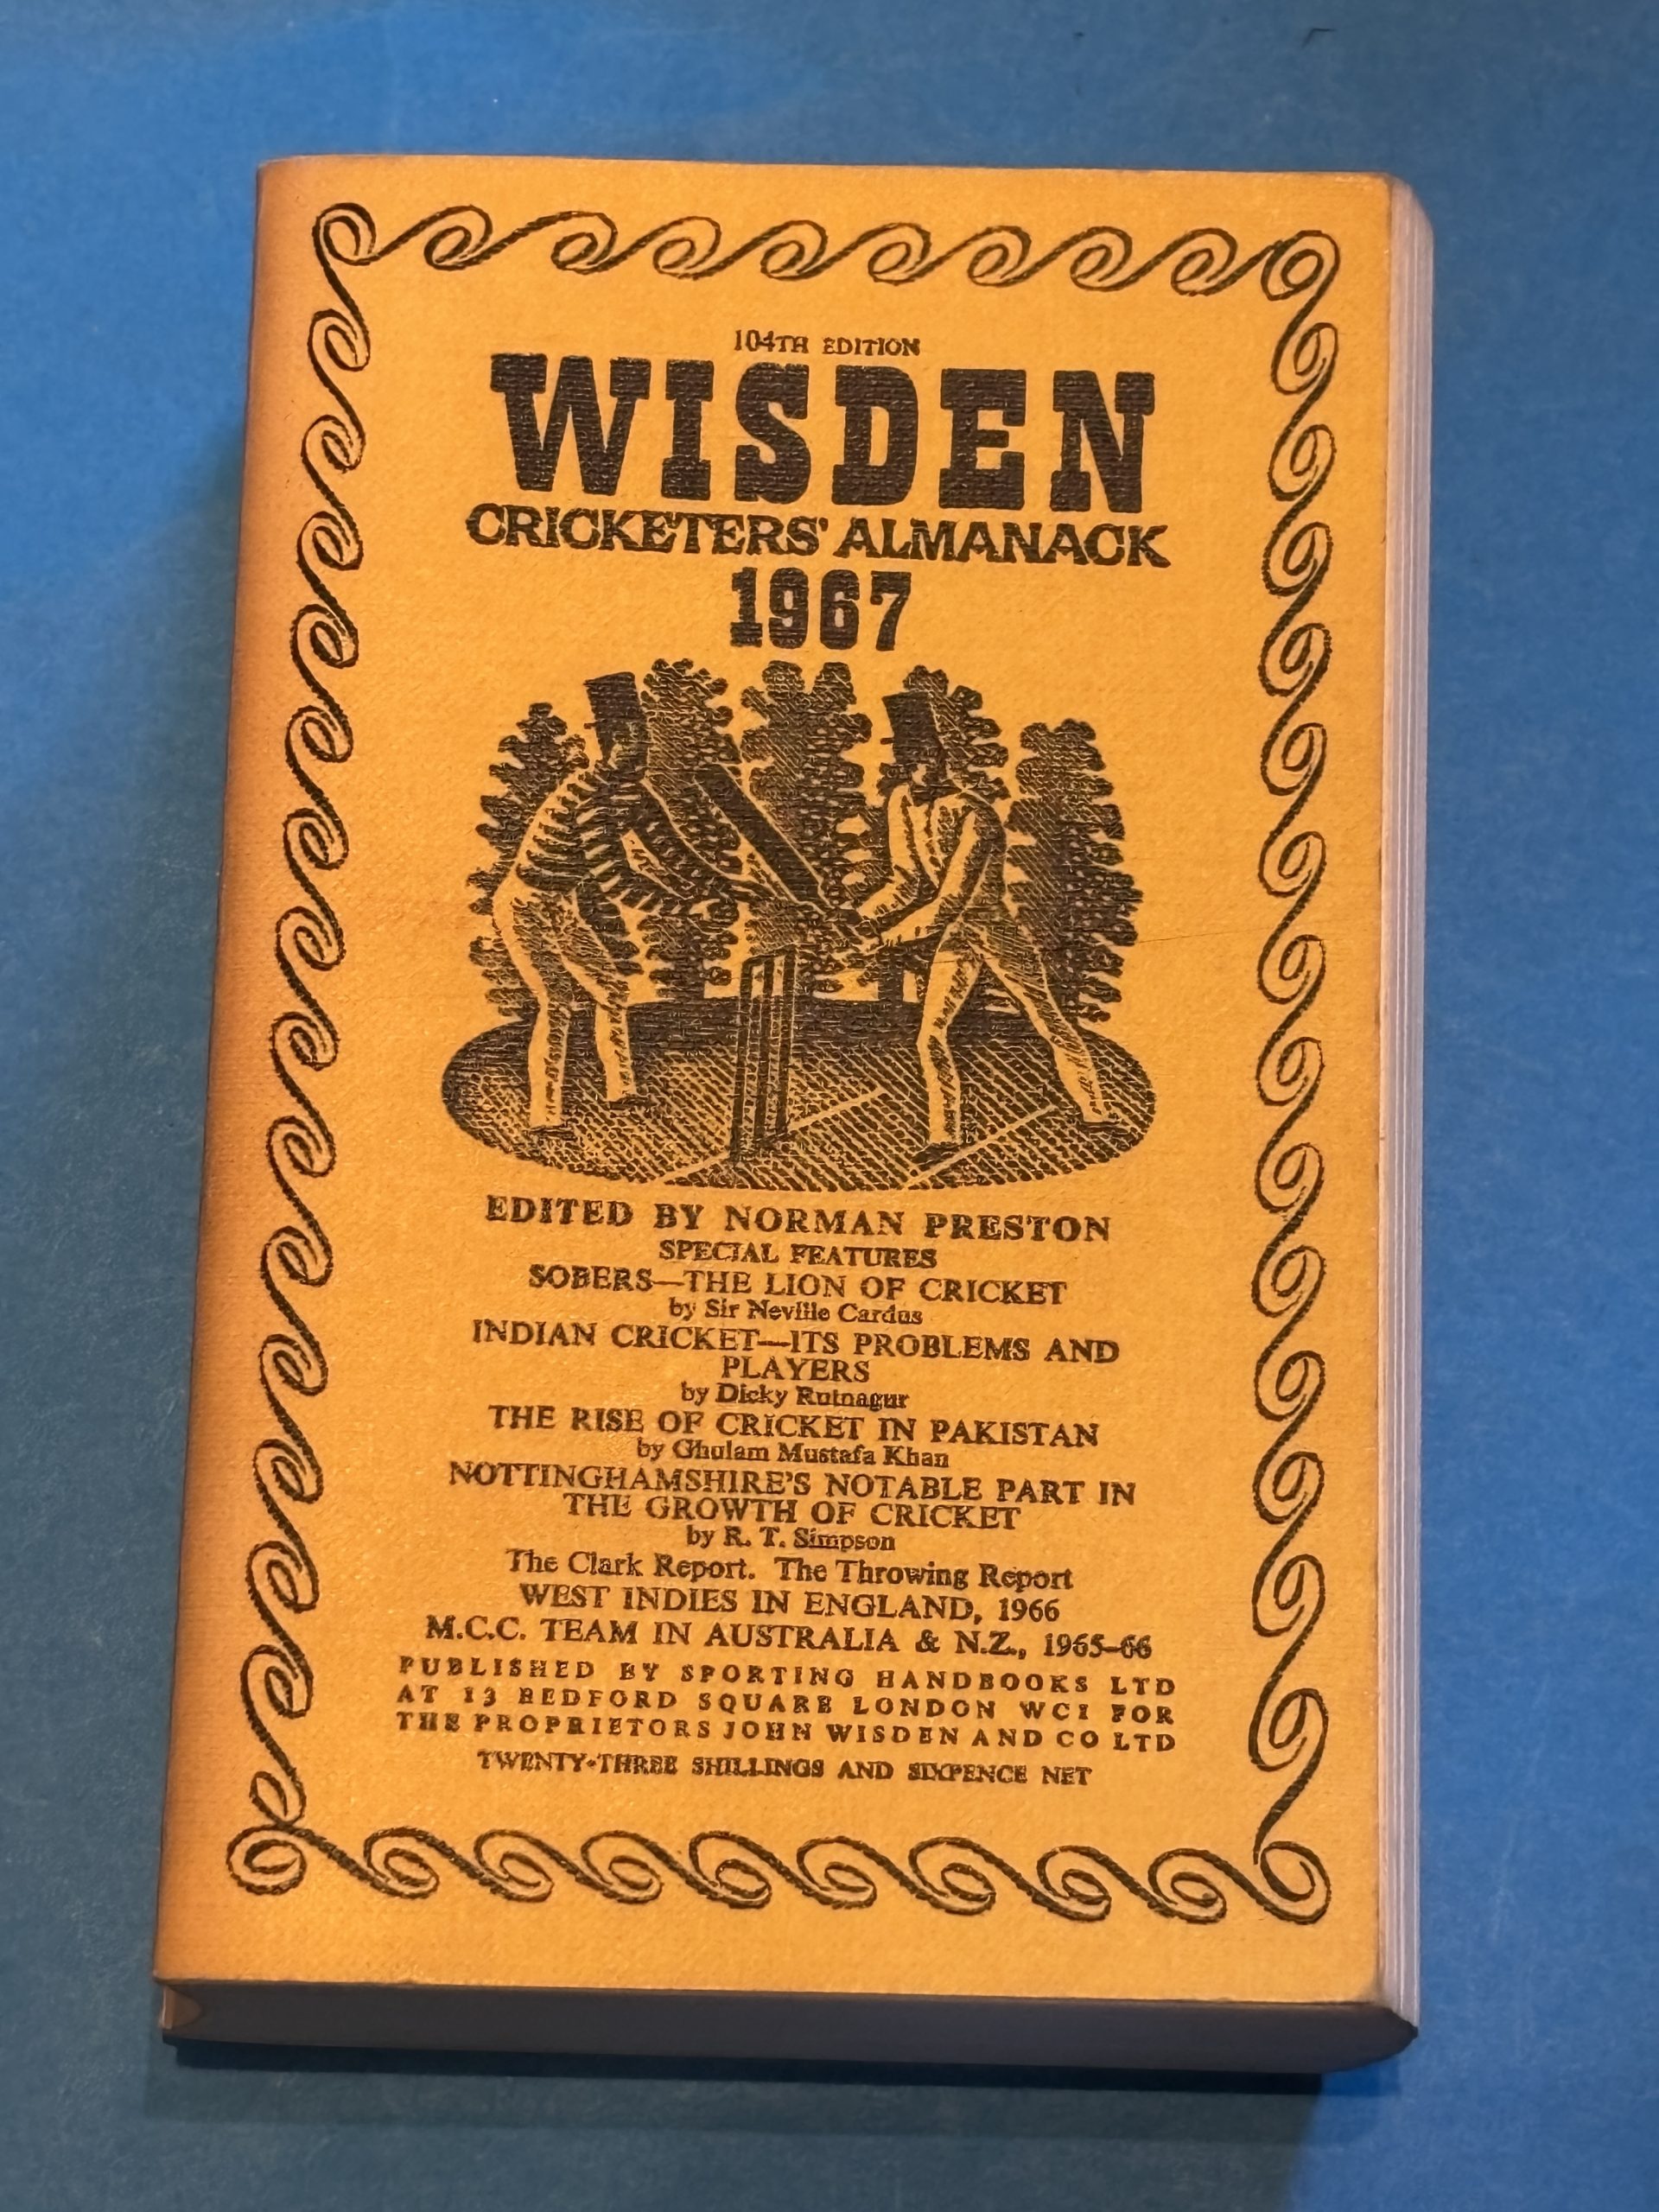 104TH EDITION
WISDEN
CRICKETERS' ALMANACK
1967
EDITED BY NORMAN PRESTON
SPECIAL FEATURES
SOBERS—THE LION OF CRICKET
by Sir Neville Cardus
INDIAN CRICKET—ITS PROBLEMS AND
PLAYERS
by Dicky Rutnagur
THE RISE OF CRICKET IN PAKISTAN
by Ghulam Mustafa Khan
NOTTINGHAMSHIRE'S NOTABLE PART IN
THE GROWTH OF CRICKET
by R. T. Simpson
The Clark Report. The Throwing Report
WEST INDIES IN ENGLAND, 1966
M.C.C. TEAM IN AUSTRALIA & N.Z., 1965–66
PUBLISHED BY SPORTING HANDBOOKS LTD
AT 13 BEDFORD SQUARE LONDON WC1 FOR
THE PROPRIETORS JOHN WISDEN AND CO LTD
TWENTY-THREE SHILLINGS AND SIXPENCE NET